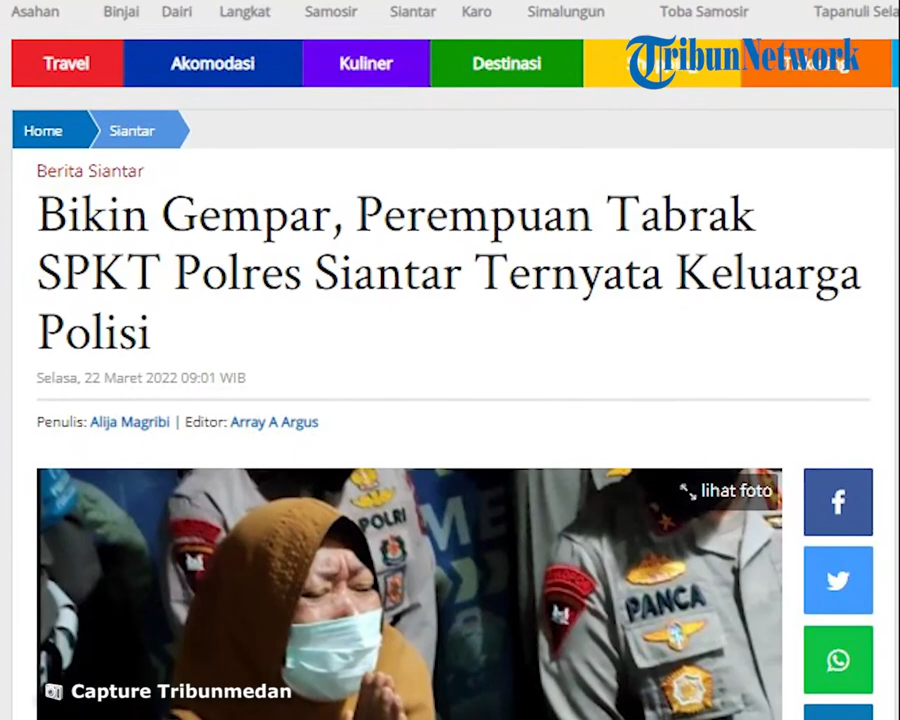 Asahan Binjai Dairi Langkat Samosir Siantar Karo Simalungun Toba Samosir Tapanuli Sela
Travel Akomodasi Kuliner Destinasi
TribunNetwork
Home Siantar
Berita Siantar
Bikin Gempar, Perempuan Tabrak
SPKT Polres Siantar Ternyata Keluarga
Polisi
Selasa, 22 Maret 2022 09:01 WIB
Penulis: Alija Magribi | Editor: Array A Argus
lihat foto
POLRI
PANCA
Capture Tribunmedan